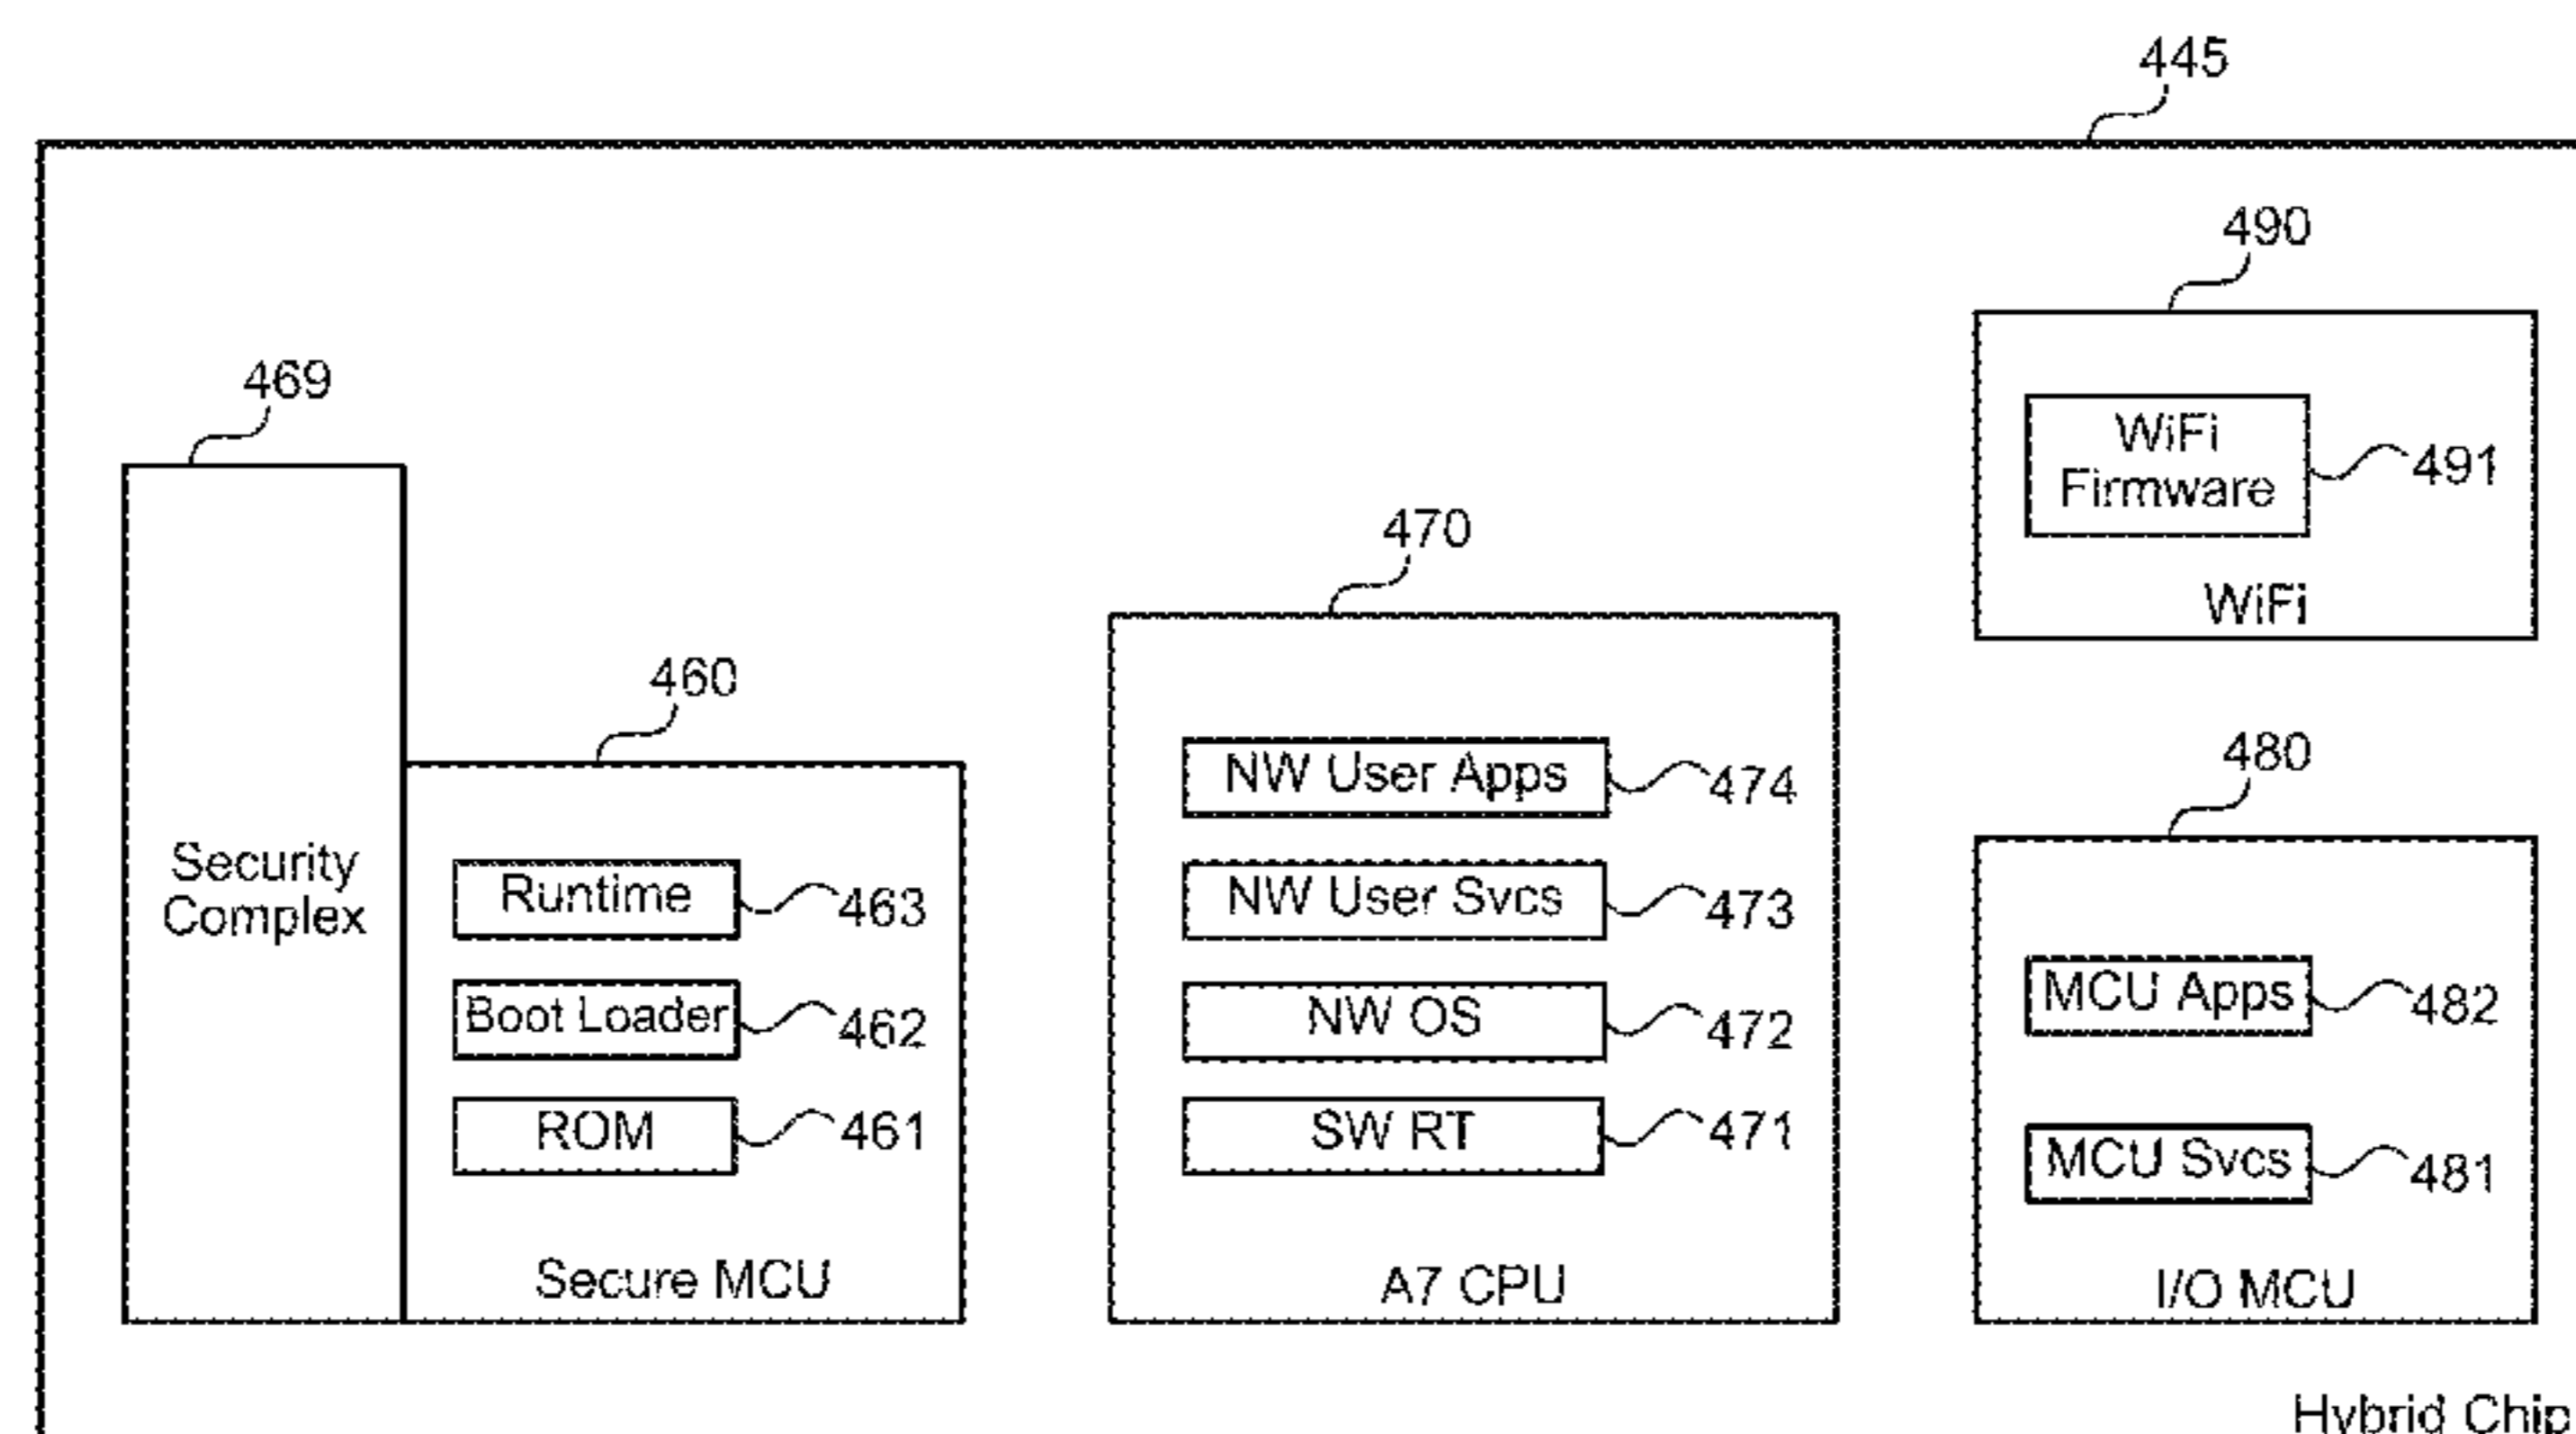 445
490
469
WiFi
Firmware
491
470
WiFi
460
480
NW User Apps
474
Security
Complex
Runtime
463
NW User Svcs
473
MCU Apps
482
Boot Loader
462
NW OS
472
ROM
461
SW RT
471
MCU Svcs
481
Secure MCU
A7 CPU
I/O MCU
Hybrid Chip